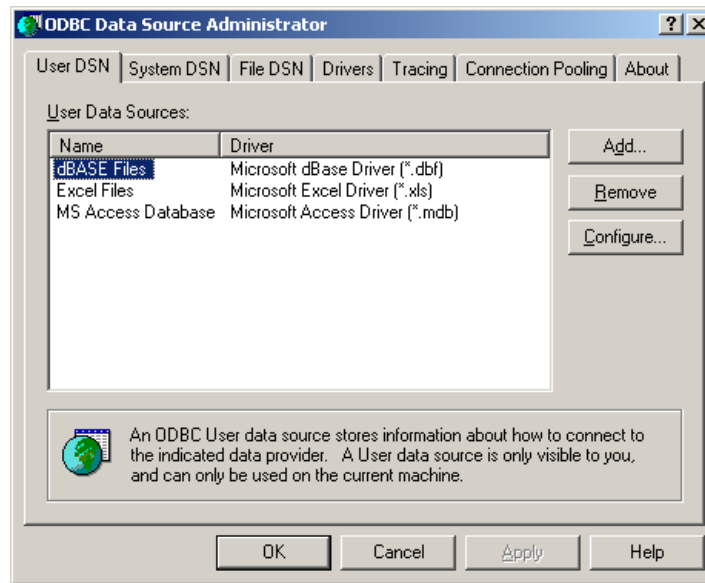 ODBC Data Source Administrator
User DSN System DSN File DSN Drivers Tracing Connection Pooling About
User Data Sources:
Name Driver
dBASE Files Microsoft dBase Driver (*.dbf)
Excel Files Microsoft Excel Driver (*.xls)
MS Access Database Microsoft Access Driver (*.mdb)
Add...
Remove
Configure...
An ODBC User data source stores information about how to connect to
the indicated data provider. A User data source is only visible to you,
and can only be used on the current machine.
OK Cancel Apply Help